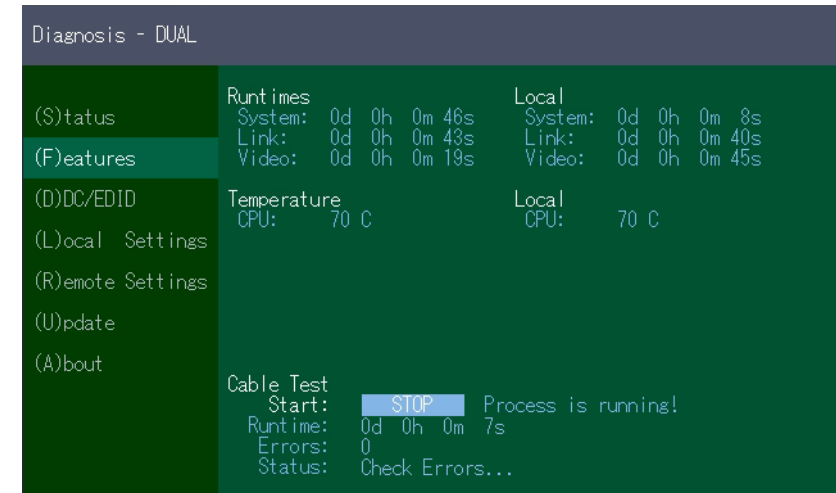 Diagnosis - DUAL
(S)tatus
(F)eatures
(D)DC/EDID
(L)ocal Settings
(R)emote Settings
(U)pdate
(A)bout
Runtimes Local
System: 0d 0h 0m 46s System: 0d 0h 0m 8s
Link: 0d 0h 0m 43s Link: 0d 0h 0m 40s
Video: 0d 0h 0m 19s Video: 0d 0h 0m 45s
Temperature Local
CPU: 70 C CPU: 70 C
Cable Test
Start: STOP Process is running!
Runtime: 0d 0h 0m 7s
Errors: 0
Status: Check Errors...